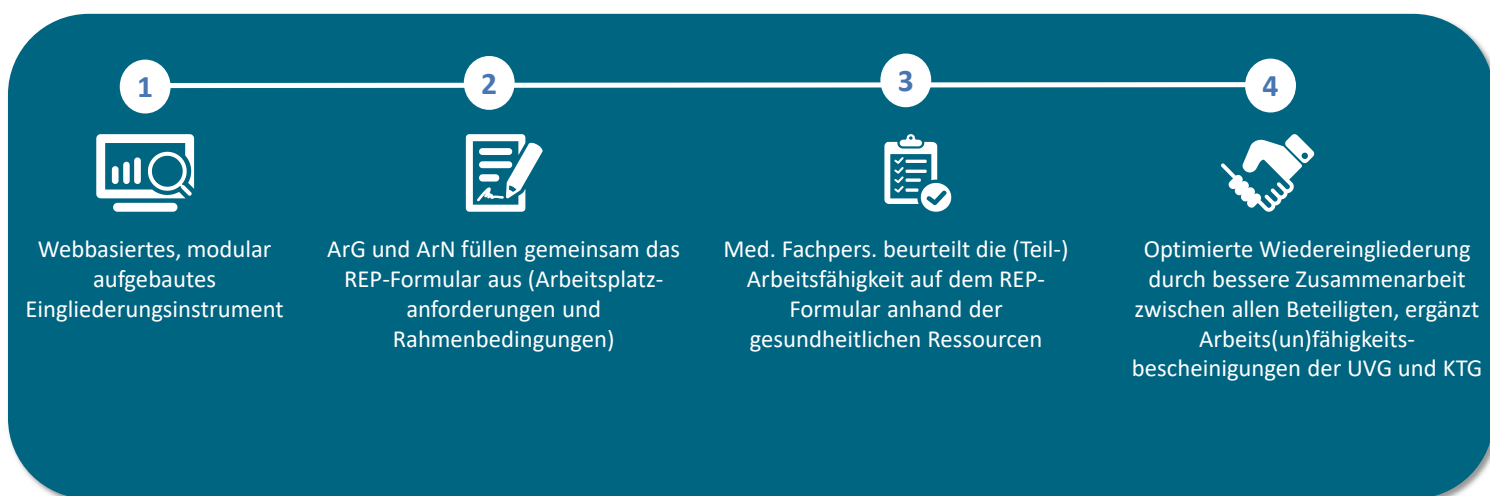 1
2
3
4
Webbasiertes, modular
aufgebautes
Eingliederungsinstrument
ArG und ArN füllen gemeinsam das
REP-Formular aus (Arbeitsplatz-
anforderungen und
Rahmenbedingungen)
Med. Fachpers. beurteilt die (Teil-)
Arbeitsfähigkeit auf dem REP-
Formular anhand der
gesundheitlichen Ressourcen
Optimierte Wiedereingliederung
durch bessere Zusammenarbeit
zwischen allen Beteiligten, ergänzt
Arbeits(un)fähigkeits-
bescheinigungen der UVG und KTG